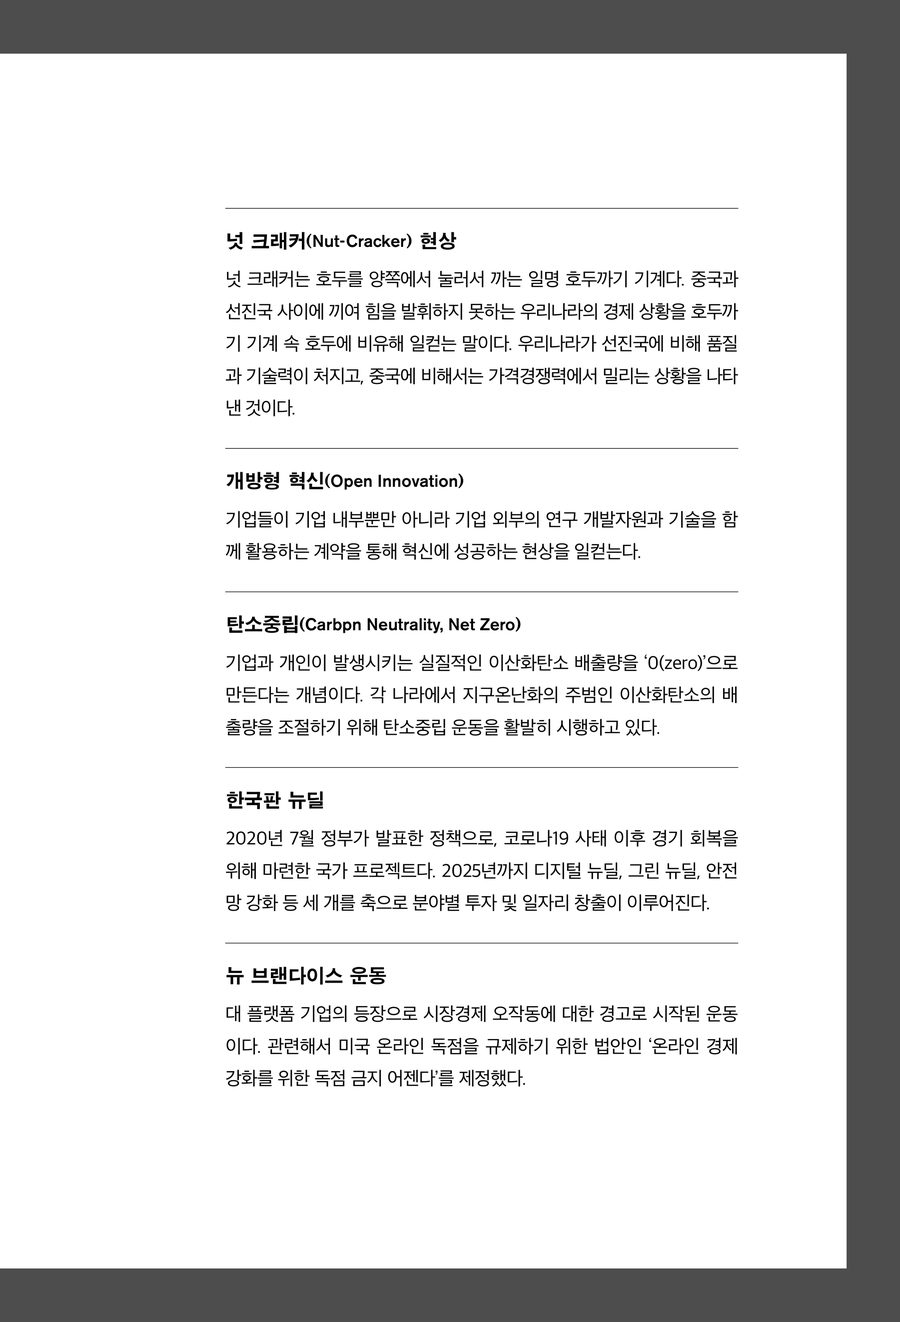 넛 크래커(Nut-Cracker) 현상
넛 크래커는 호두를 양쪽에서 눌러서 까는 일명 호두까기 기계다. 중국과
선진국 사이에 끼여 힘을 발휘하지 못하는 우리나라의 경제 상황을 호두까
기 기계 속 호두에 비유해 일컫는 말이다. 우리나라가 선진국에 비해 품질
과 기술력이 처지고, 중국에 비해서는 가격경쟁력에서 밀리는 상황을 나타
낸 것이다.
개방형 혁신(Open Innovation)
기업들이 기업 내부뿐만 아니라 기업 외부의 연구 개발자원과 기술을 함
께 활용하는 계약을 통해 혁신에 성공하는 현상을 일컫는다.
탄소중립(Carbpn Neutrality, Net Zero)
기업과 개인이 발생시키는 실질적인 이산화탄소 배출량을 ‘0(zero)’으로
만든다는 개념이다. 각 나라에서 지구온난화의 주범인 이산화탄소의 배
출량을 조절하기 위해 탄소중립 운동을 활발히 시행하고 있다.
한국판 뉴딜
2020년 7월 정부가 발표한 정책으로, 코로나19 사태 이후 경기 회복을
위해 마련한 국가 프로젝트다. 2025년까지 디지털 뉴딜, 그린 뉴딜, 안전
망 강화 등 세 개를 축으로 분야별 투자 및 일자리 창출이 이루어진다.
뉴 브랜다이스 운동
대 플랫폼 기업의 등장으로 시장경제 오작동에 대한 경고로 시작된 운동
이다. 관련해서 미국 온라인 독점을 규제하기 위한 법안인 ‘온라인 경제
강화를 위한 독점 금지 어젠다’를 제정했다.